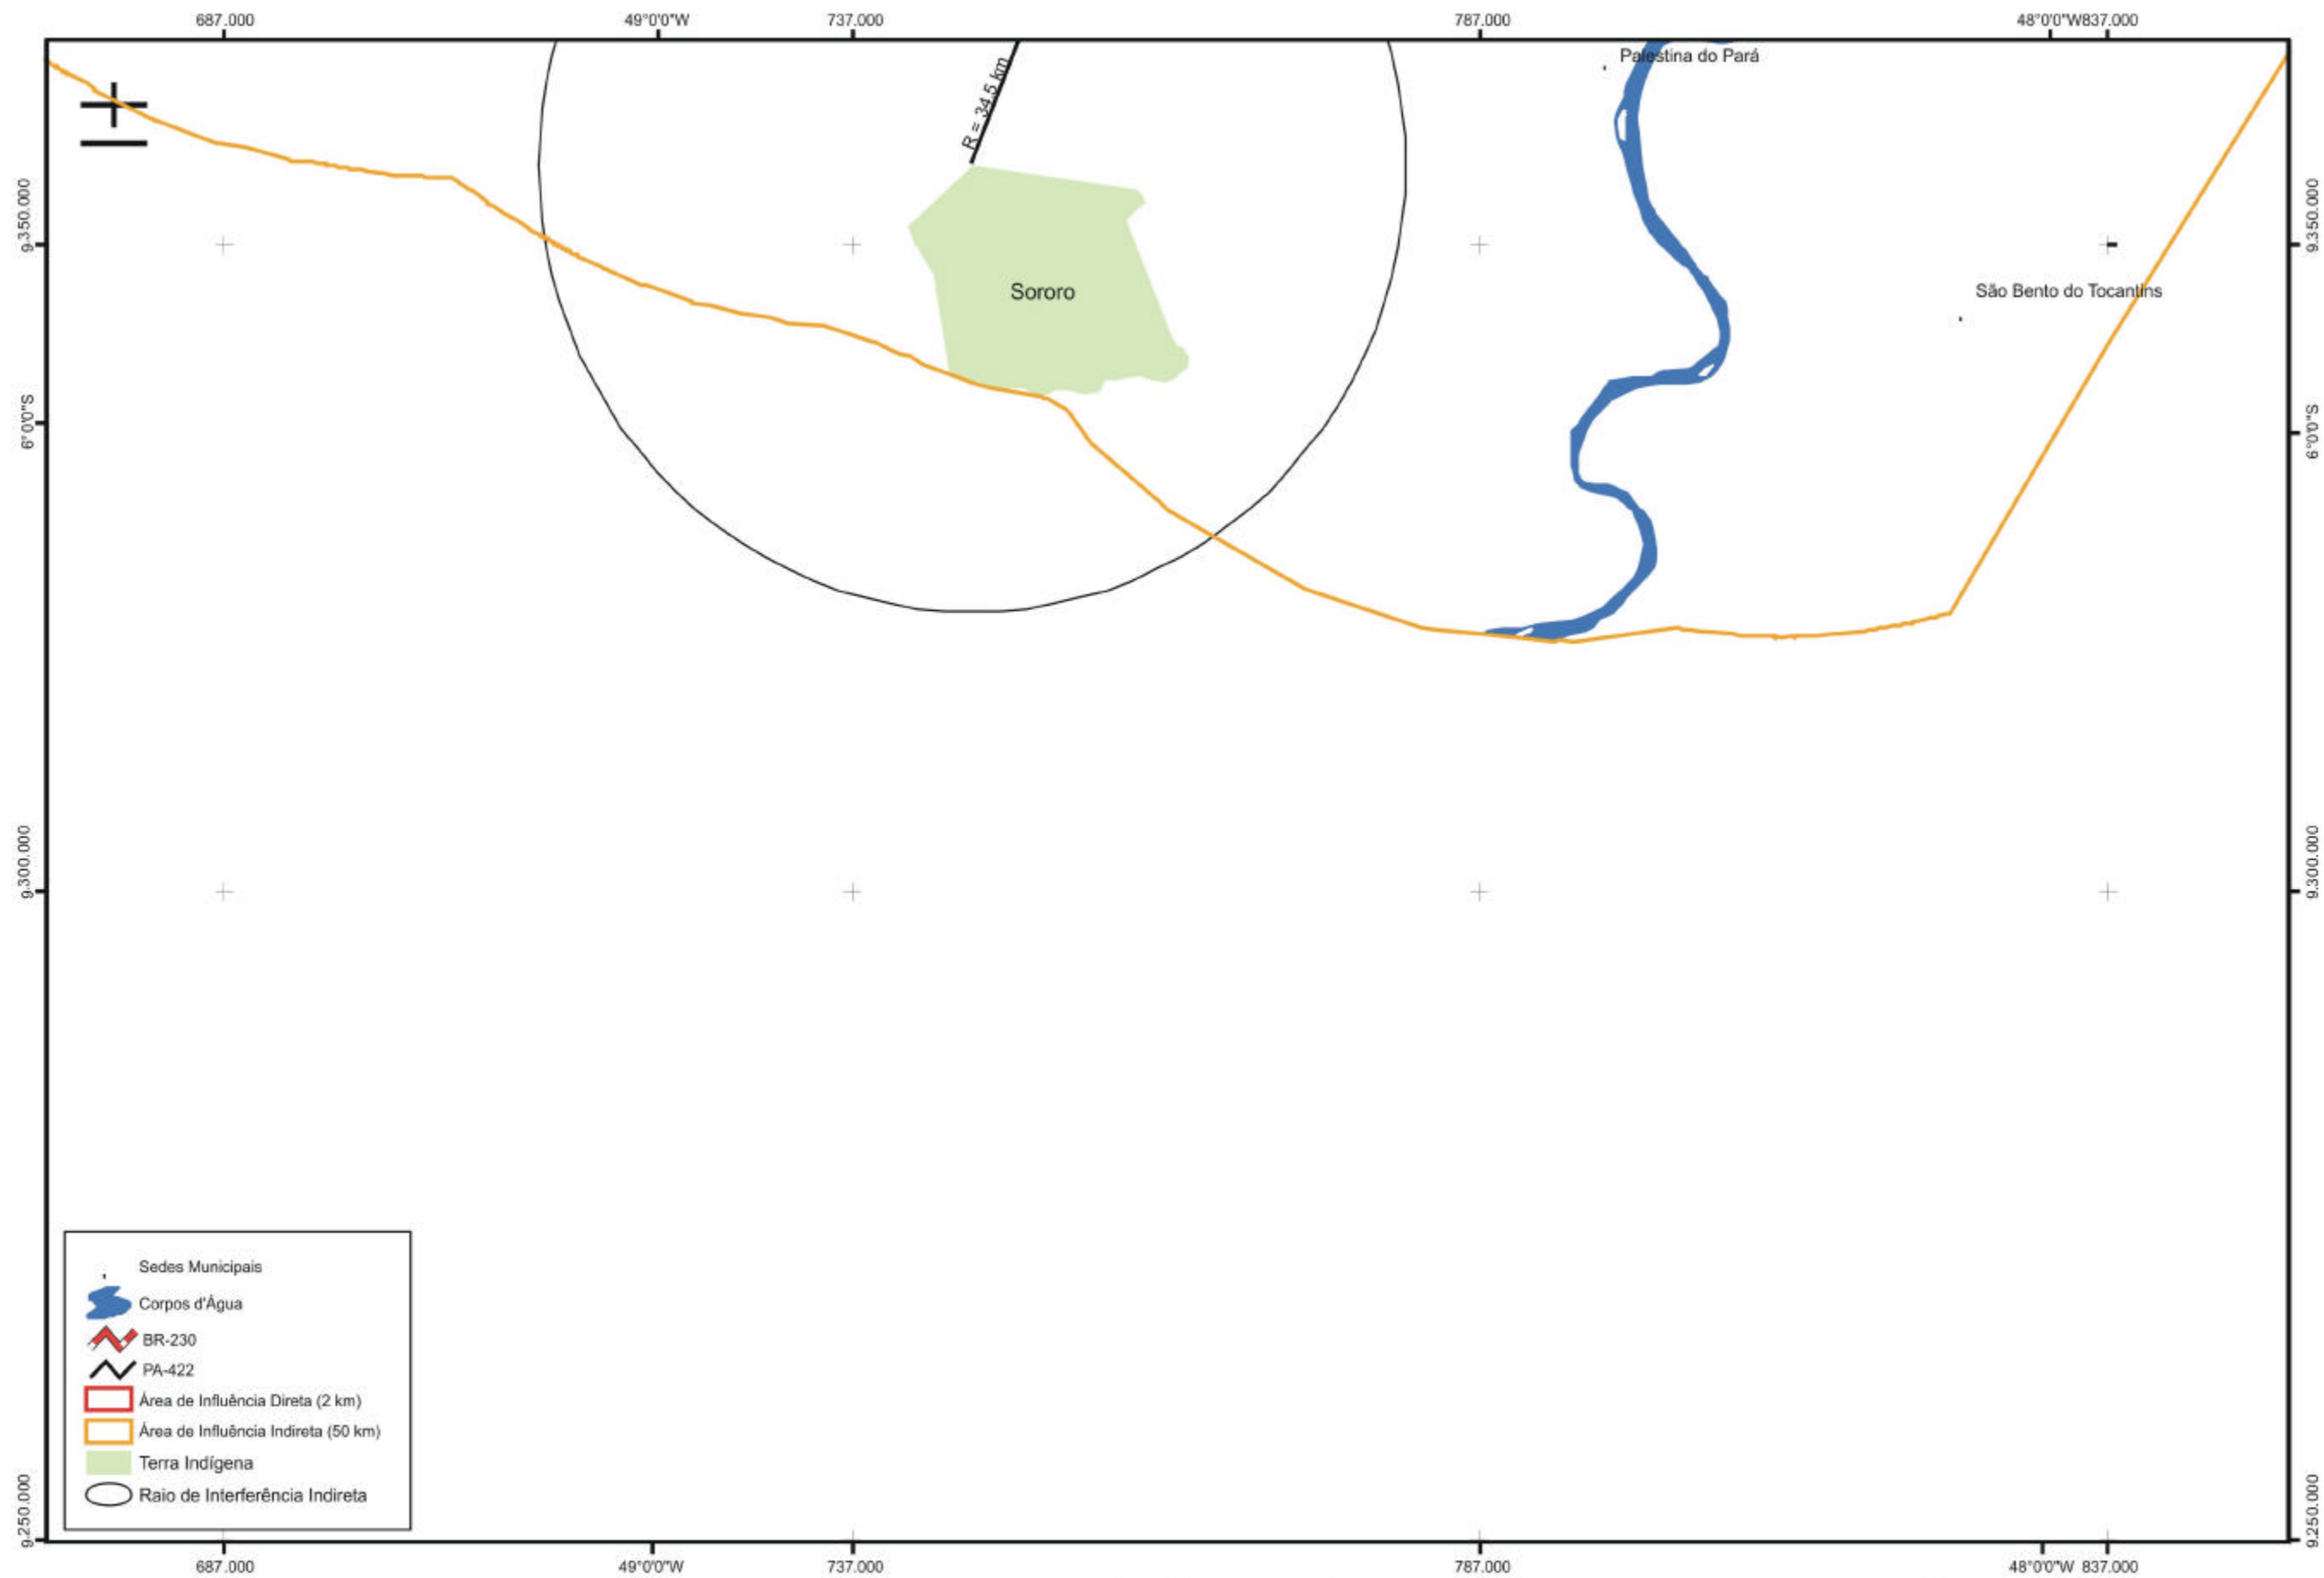 687.000
49°0'0"W
737.000
787.000
48°0'0"W837.000
Palestina do Pará
R = 34.5 km
9.350.000
9.350.000
Sororo
São Bento do Tocantins
6°0'0"S
6°0'0"S
9.300.000
9.300.000
Sedes Municipais
Corpos d'Água
BR-230
PA-422
Área de Influência Direta (2 km)
Área de Influência Indireta (50 km)
Terra Indígena
Raio de Interferência Indireta
9.250.000
9.250.000
687.000
49°0'0"W
737.000
787.000
48°0'0"W 837.000